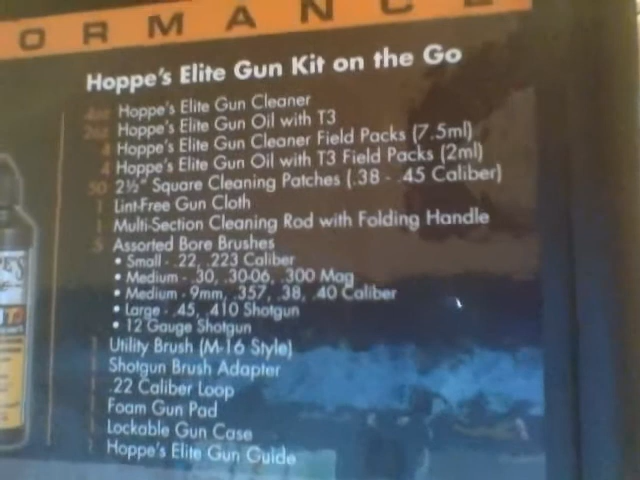 ORMANCE
Hoppe's Elite Gun Kit on the Go
4oz Hoppe's Elite Gun Cleaner
2oz Hoppe's Elite Gun Oil with T3
4 Hoppe's Elite Gun Cleaner Field Packs (7.5ml)
4 Hoppe's Elite Gun Oil with T3 Field Packs (2ml)
50 2½" Square Cleaning Patches (.38 - .45 Caliber)
1 Lint-Free Gun Cloth
1 Multi-Section Cleaning Rod with Folding Handle
5 Assorted Bore Brushes
• Small - .22, .223 Caliber
• Medium - .30, .30-06, .300 Mag
• Medium - 9mm, .357, .38, .40 Caliber
• Large - .45, .410 Shotgun
• 12 Gauge Shotgun
1 Utility Brush (M-16 Style)
1 Shotgun Brush Adapter
1 .22 Caliber Loop
1 Foam Gun Pad
1 Lockable Gun Case
1 Hoppe's Elite Gun Guide